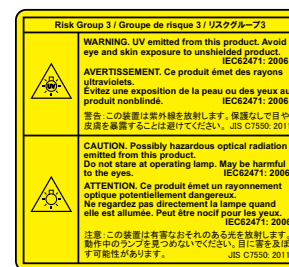 Risk Group 3 / Groupe de risque 3 / リスクグループ3
WARNING. UV emitted from this product. Avoid
eye and skin exposure to unshielded product.
IEC62471: 2006
AVERTISSEMENT. Ce produit émet des rayons
ultraviolets.
Évitez une exposition de la peau ou des yeux au
produit nonblindé. IEC62471: 2006
警告:この装置は紫外線を放射します。保護なしで目や
皮膚を暴露することは避けてください。 JIS C7550: 2011
UV
CAUTION. Possibly hazardous optical radiation
emitted from this product.
Do not stare at operating lamp. May be harmful
to the eyes. IEC62471: 2006
ATTENTION. Ce produit émet un rayonnement
optique potentiellement dangereux.
Ne regardez pas directement la lampe quand
elle est allumée. Peut être nocif pour les yeux.
IEC62471: 2006
注意:この装置は有害なおそれのある光を放射します。
動作中のランプを見つめないでください。目に害を及ぼ
す可能性があります。 JIS C7550: 2011